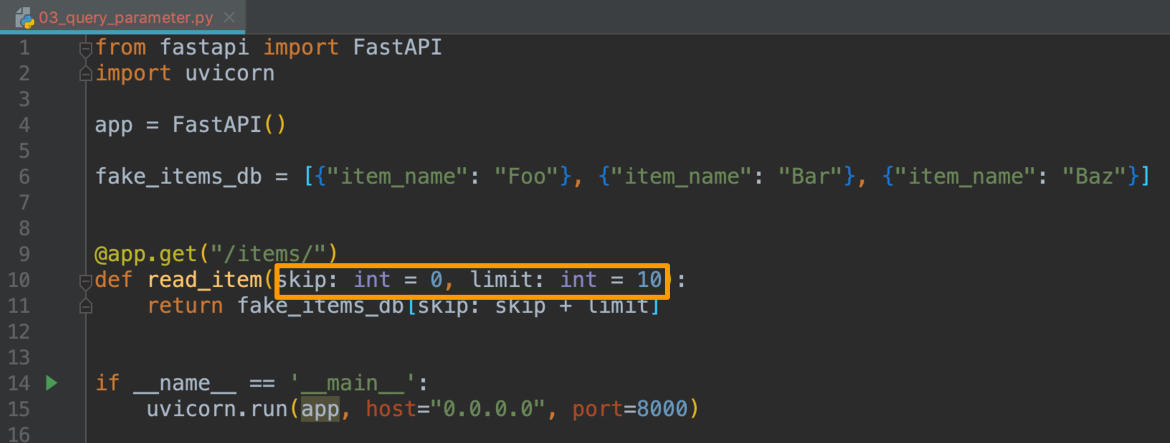 03_query_parameter.py
1 from fastapi import FastAPI
2 import uvicorn
3
4 app = FastAPI()
5
6 fake_items_db = [{"item_name": "Foo"}, {"item_name": "Bar"}, {"item_name": "Baz"}]
7
8
9 @app.get("/items/")
10 def read_item(skip: int = 0, limit: int = 10):
11     return fake_items_db[skip: skip + limit]
12
13
14 if __name__ == '__main__':
15     uvicorn.run(app, host="0.0.0.0", port=8000)
16